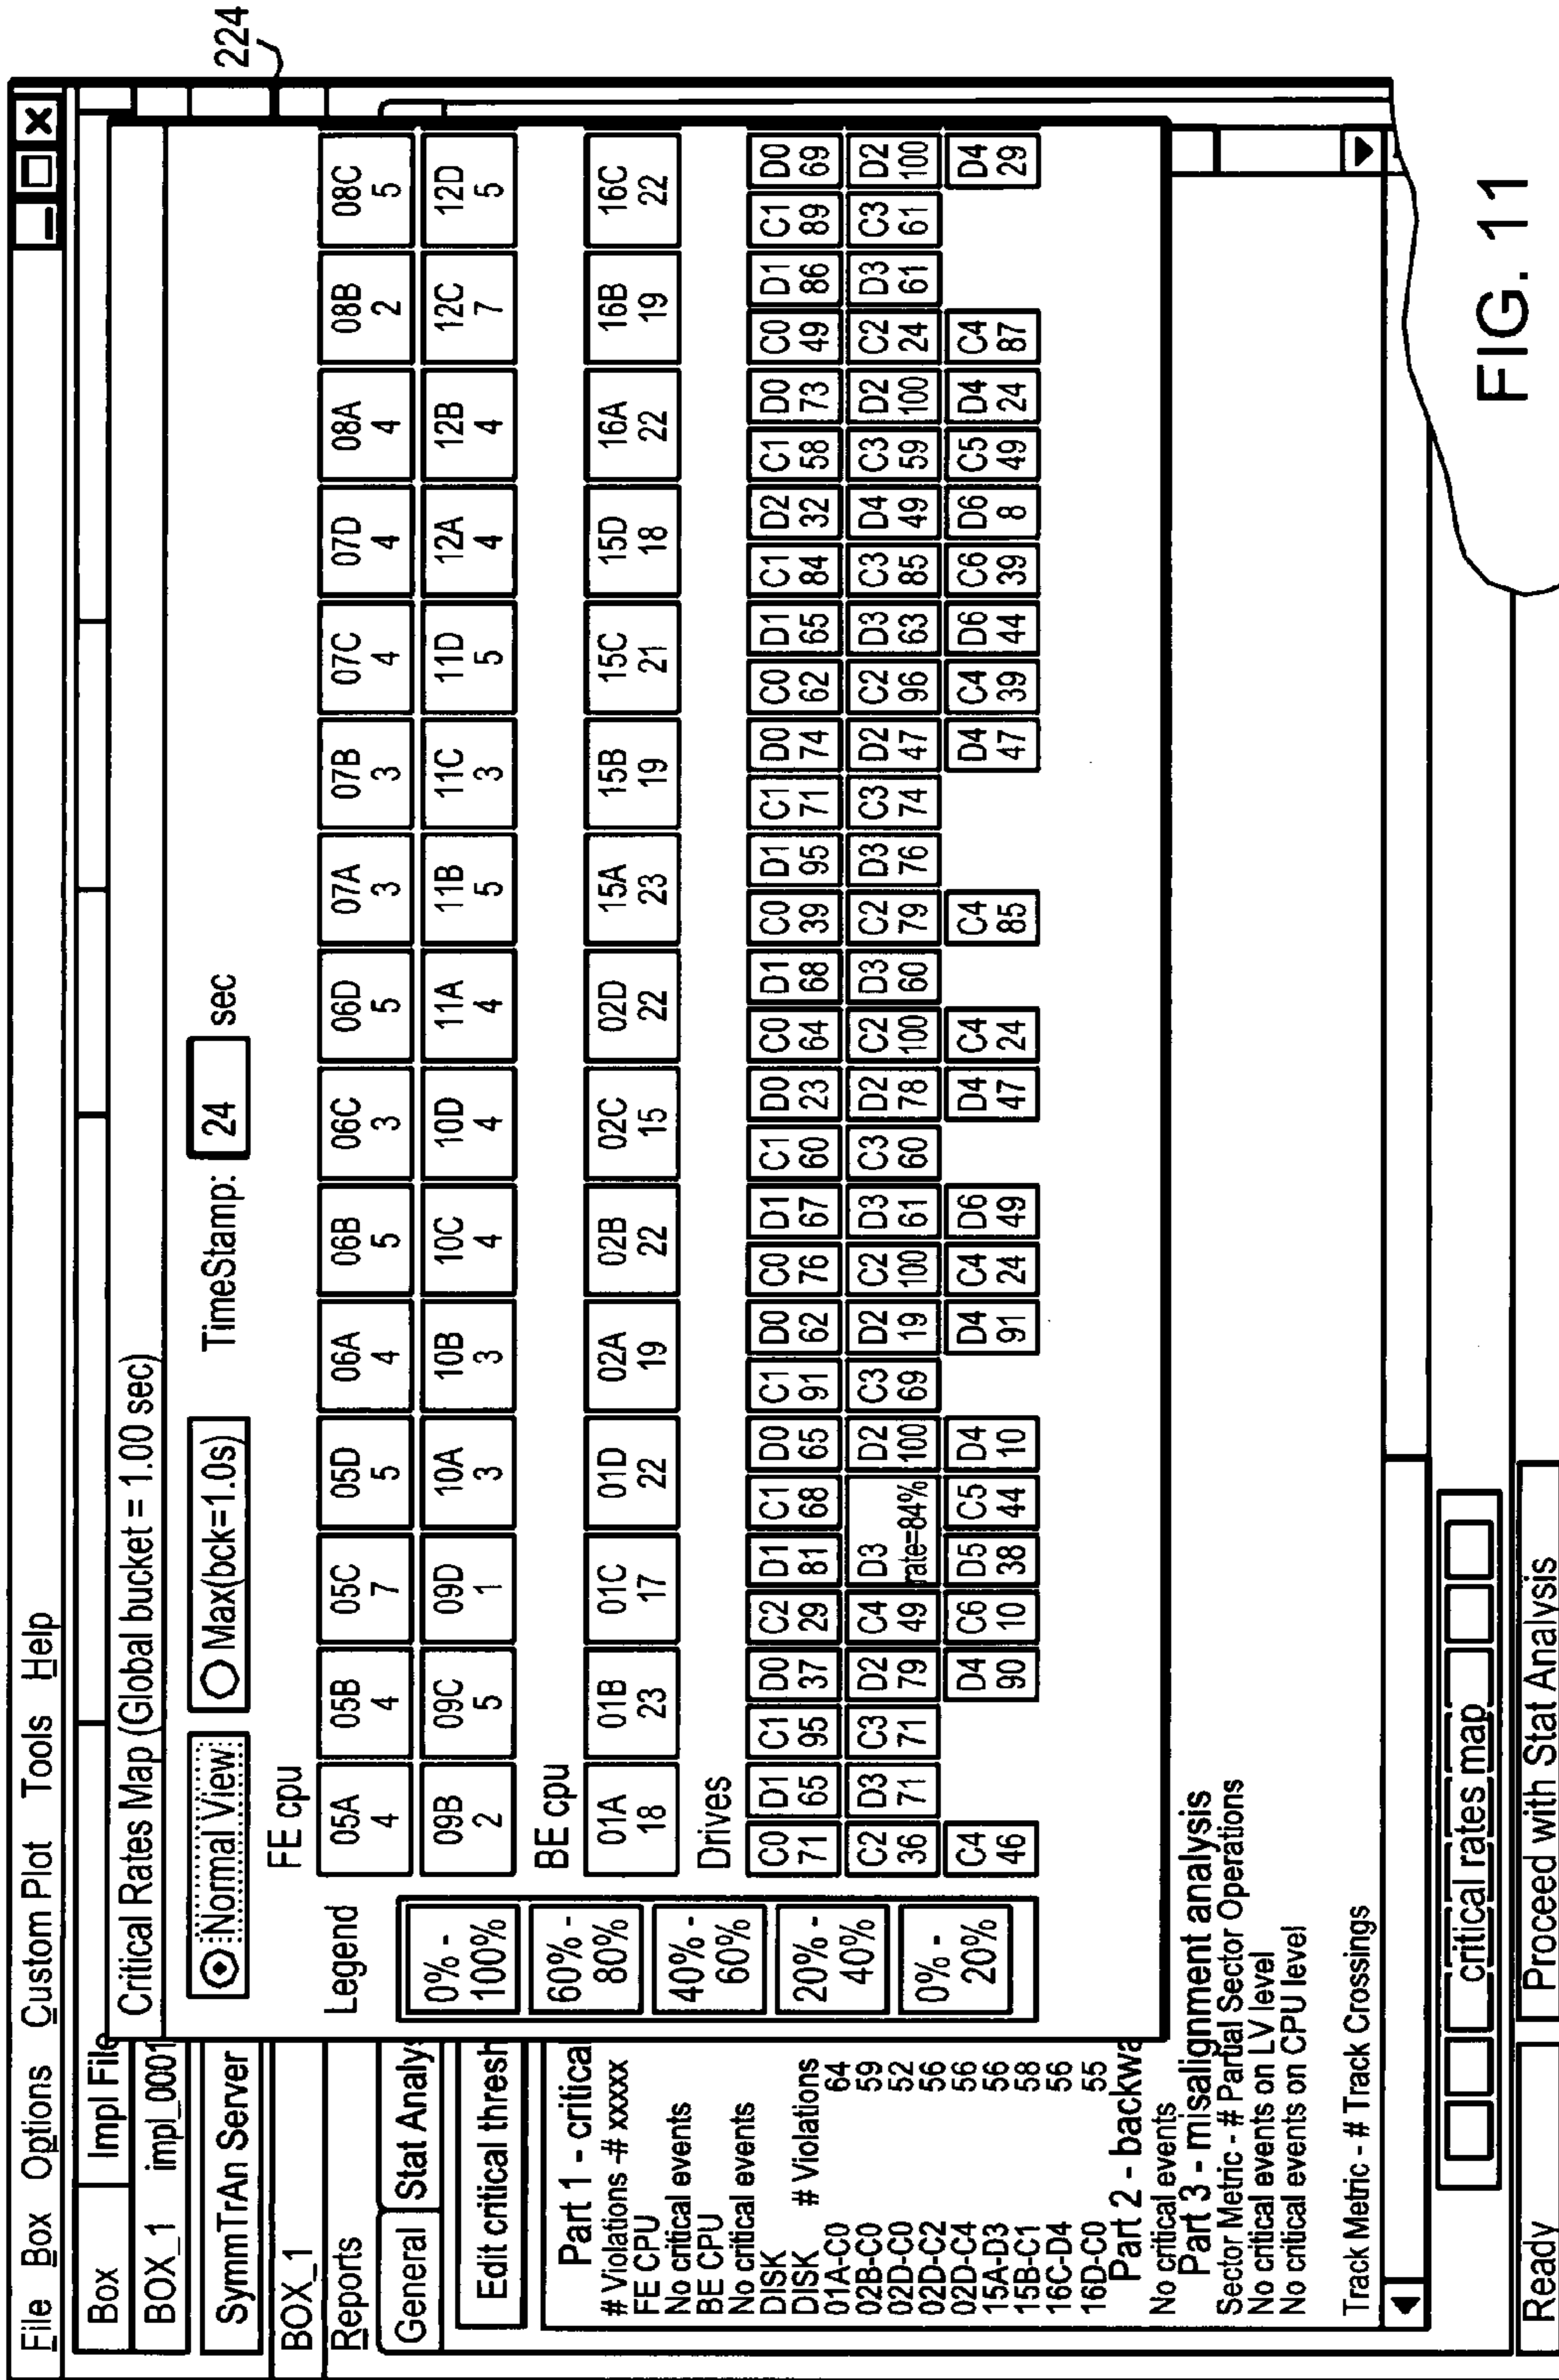 File Box Options Custom Plot Tools Help
Box Impl File
BOX_1 impl_0001
SymmTrAn Server
BOX_1
Reports
General Stat Analys
Edit critical thresh
Part 1 - critical
# Violations -# xxxxx
FE CPU
No critical events
BE CPU
No critical events
DISK
DISK # Violations
01A-C0 64
02B-C0 59
02D-C0 52
02D-C2 56
02D-C4 56
15A-D3 56
15B-C1 58
16C-D4 56
16D-C0 55
Part 2 - backwa
No critical events
Part 3 - misalignment analysis
Sector Metric - # Partial Sector Operations
No critical events on LV level
No critical events on CPU level
Track Metric - # Track Crossings
Critical Rates Map (Global bucket = 1.00 sec)
Normal View Max(bck=1.0s) TimeStamp: 24 sec
Legend
0% -
100%
60% -
80%
40% -
60%
20% -
40%
0% -
20%
FE cpu
05A 05B 05C 05D 06A 06B 06C 06D 07A 07B 07C 07D 08A 08B 08C
4 4 7 5 4 5 3 5 3 3 4 4 4 2 5
09B 09C 09D 10A 10B 10C 10D 11A 11B 11C 11D 12A 12B 12C 12D
2 5 1 3 3 4 4 4 5 3 5 4 4 7 5
BE cpu
01A 01B 01C 01D 02A 02B 02C 02D 15A 15B 15C 15D 16A 16B 16C
18 23 17 22 19 22 15 22 23 19 21 18 22 19 22
Drives
C0 D1 C1 D0 C2 D1 C1 D0 C1 D0 C0 D1 C1 D0 C0 D1 C0 D1 C1 D0 C0 D1 C1 D2 C1 D0 C0 D1 C1 D0
71 65 95 37 29 81 68 65 91 62 76 67 60 23 64 68 39 95 71 74 62 65 84 32 58 73 49 86 89 69
C2 D3 C3 D2 C4 D3 D2 C3 D2 C2 D3 C3 D2 C2 D3 C2 D3 C3 D2 C2 D3 C3 D4 C3 D2 C2 D3 C3 D2
36 71 71 79 49 rate=84% 100 69 19 100 61 60 78 100 60 79 76 74 47 96 63 85 49 59 100 24 61 61 100
C4 D4 C6 D5 C5 D4 D4 C4 D6 D4 C4 C4 D4 C4 D6 C6 D6 C5 D4 C4 D4
46 90 10 38 44 10 91 24 49 47 24 85 47 39 44 39 8 49 24 87 29
224
critical rates map
Ready Proceed with Stat Analysis
FIG. 11